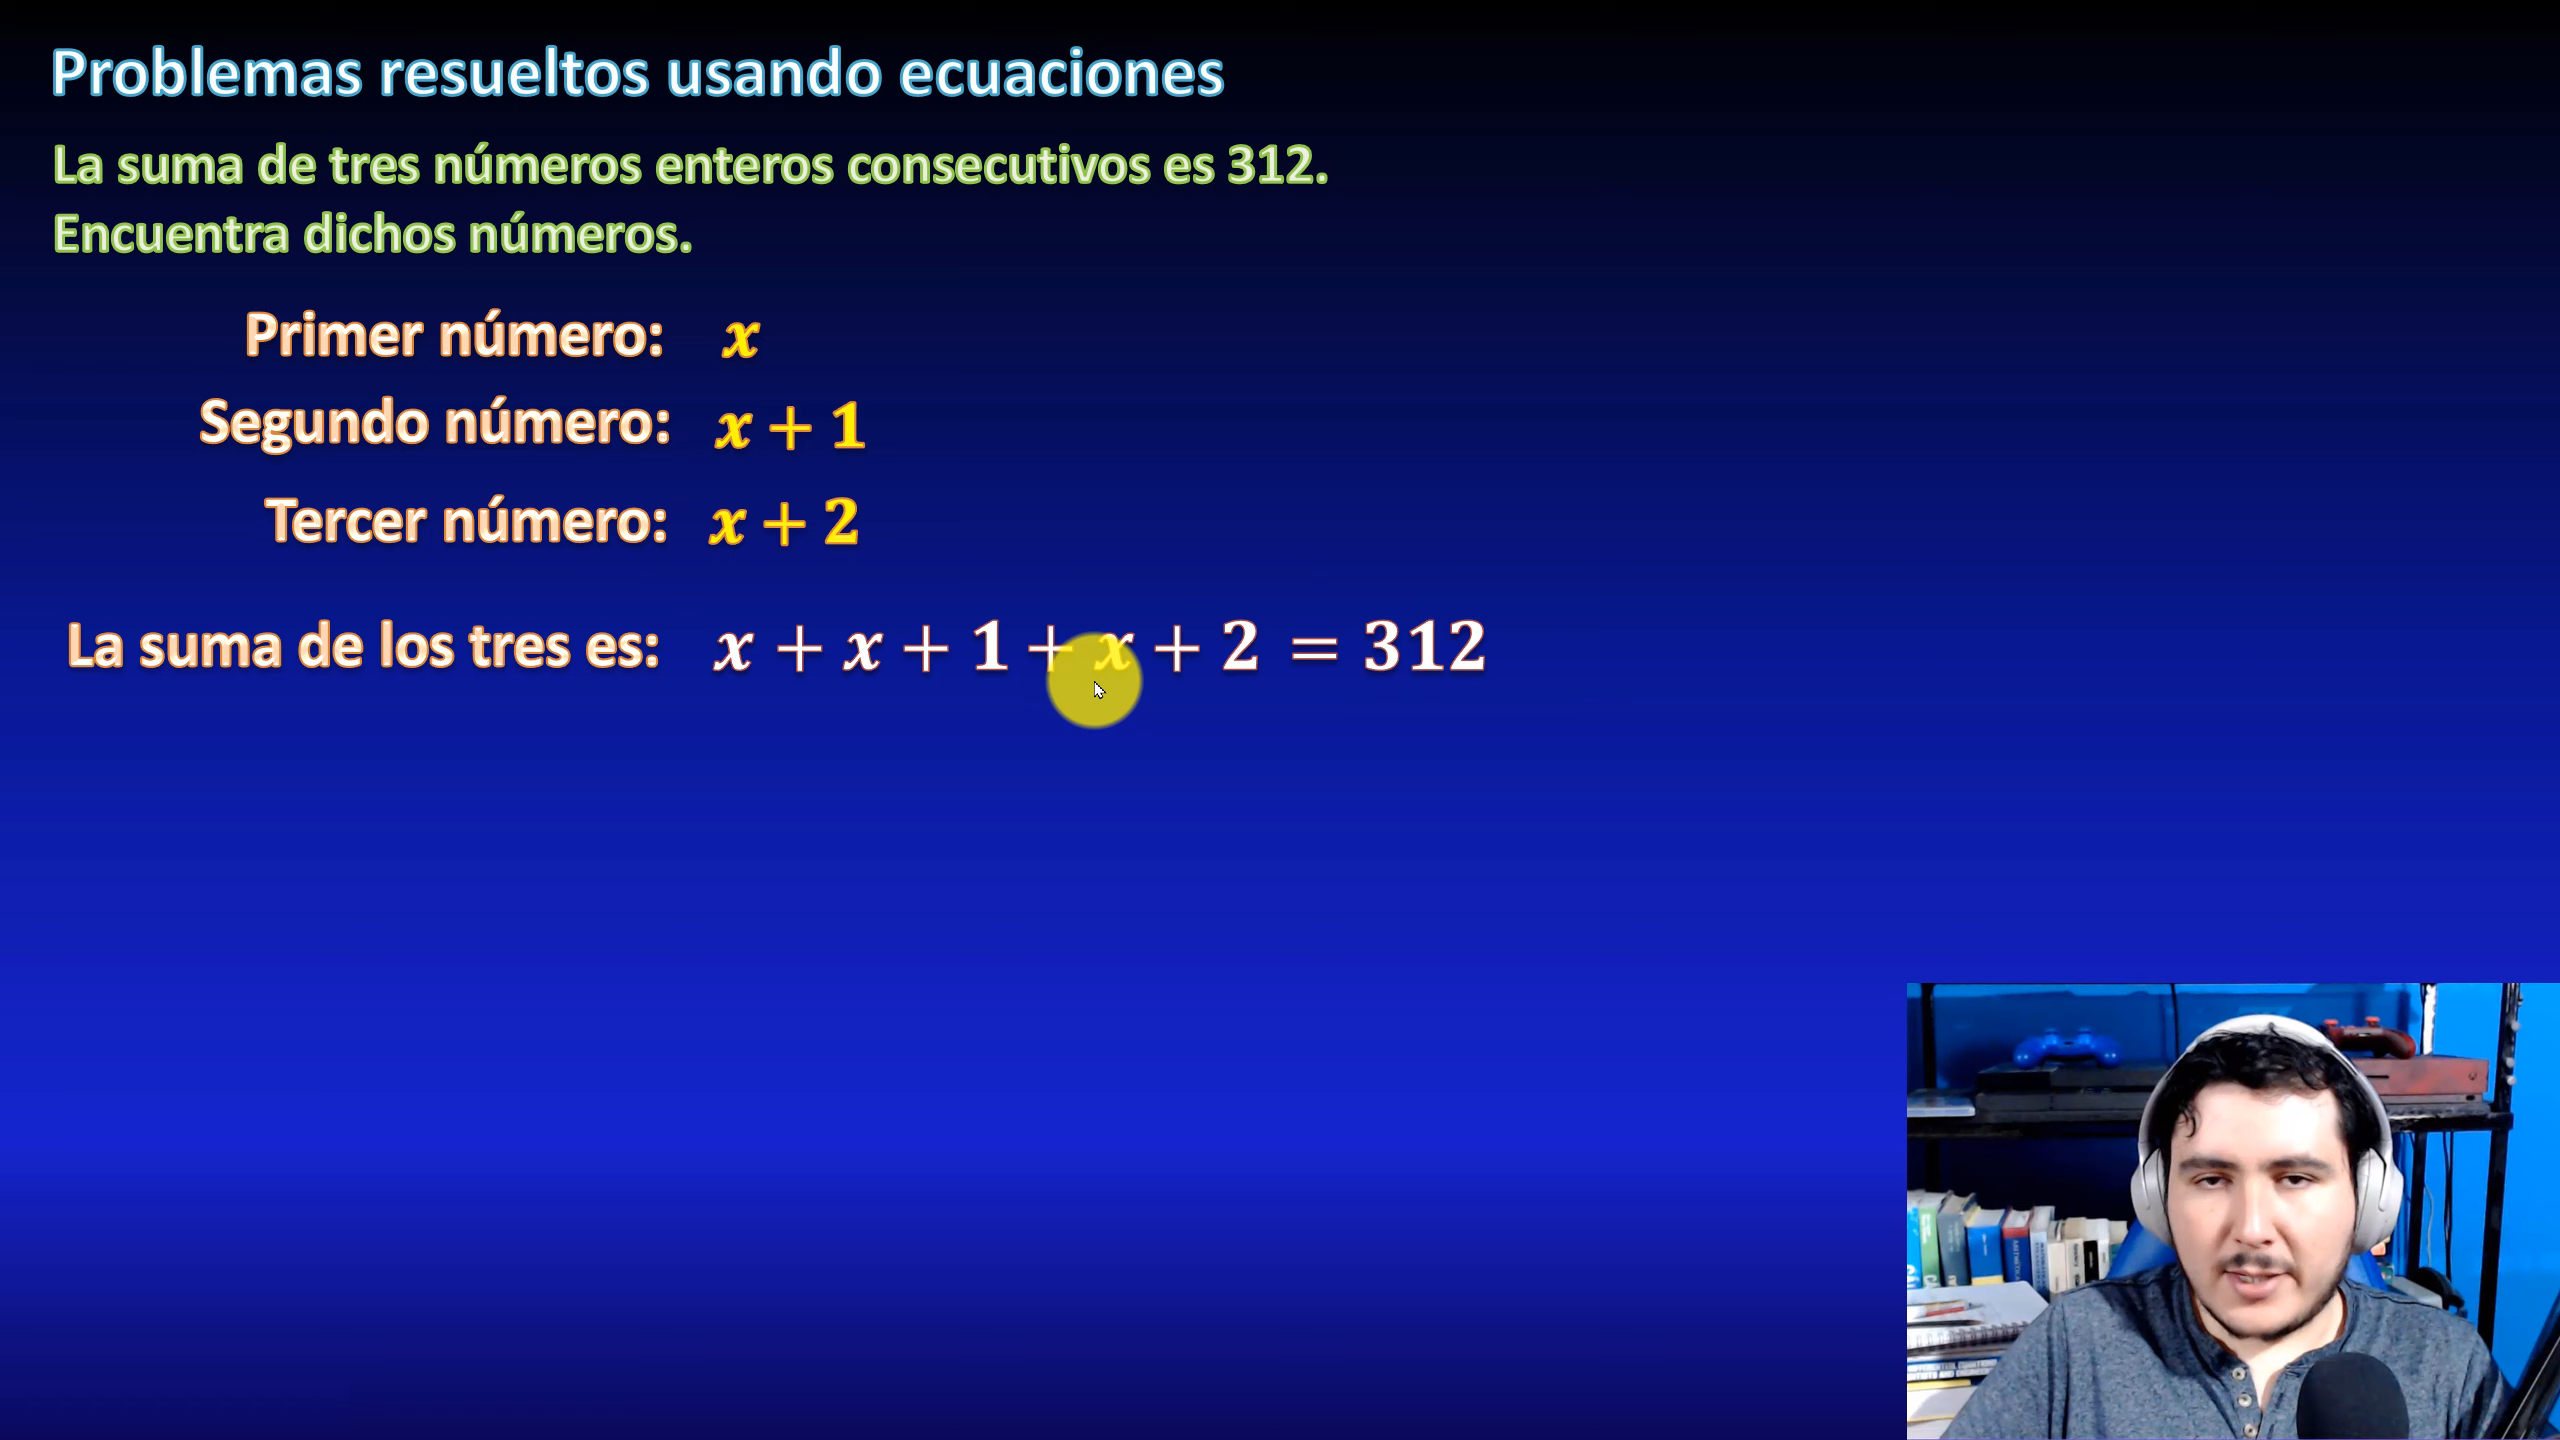 Problemas resueltos usando ecuaciones
La suma de tres números enteros consecutivos es 312.
Encuentra dichos números.
Primer número: x
Segundo número: x + 1
Tercer número: x + 2
La suma de los tres es: x + x + 1 + x + 2 = 312